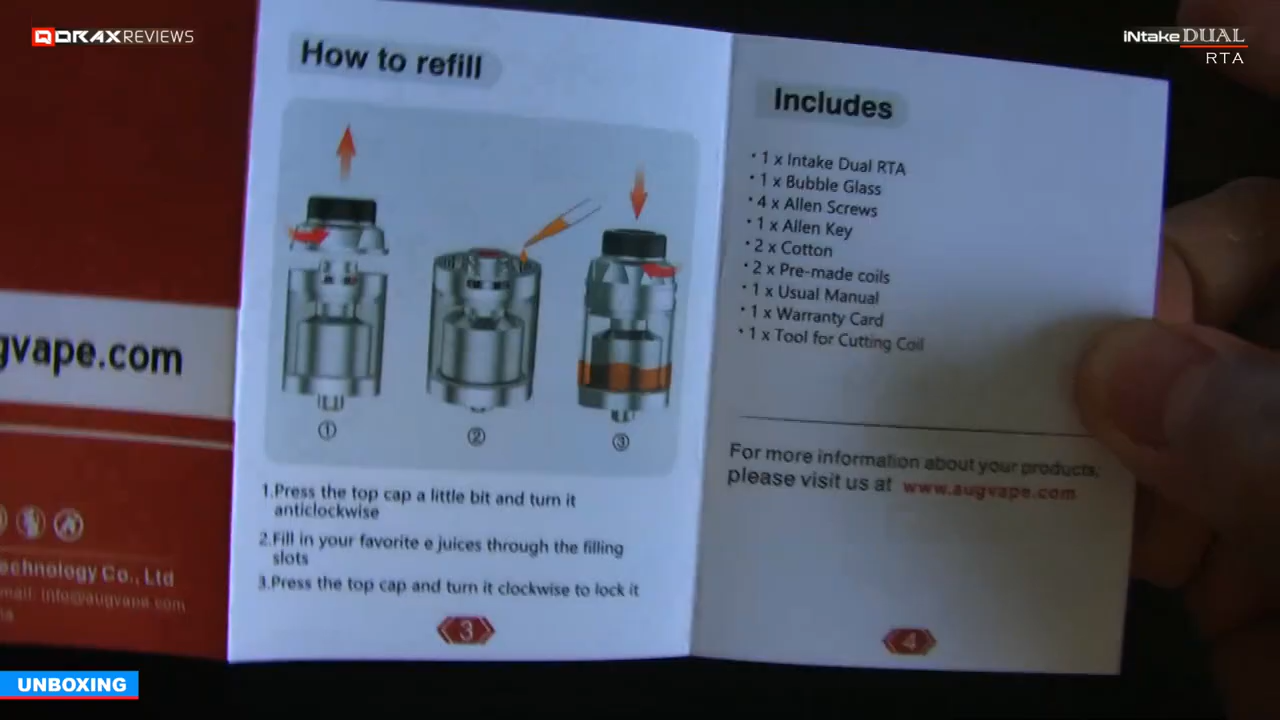 QDRAXREVIEWS
iNtake DUAL
RTA
How to refill
①
②
③
1.Press the top cap a little bit and turn it
anticlockwise
2.Fill in your favorite e juices through the filling
slots
3.Press the top cap and turn it clockwise to lock it
3
Includes
· 1 x Intake Dual RTA
· 1 x Bubble Glass
· 4 x Allen Screws
· 1 x Allen Key
· 2 x Cotton
· 2 x Pre-made coils
· 1 x Usual Manual
· 1 x Warranty Card
· 1 x Tool for Cutting Coil
For more information about your products,
please visit us at www.augvape.com
4
gvape.com
echnology Co., Ltd
mail: info@augvape.com
na
UNBOXING